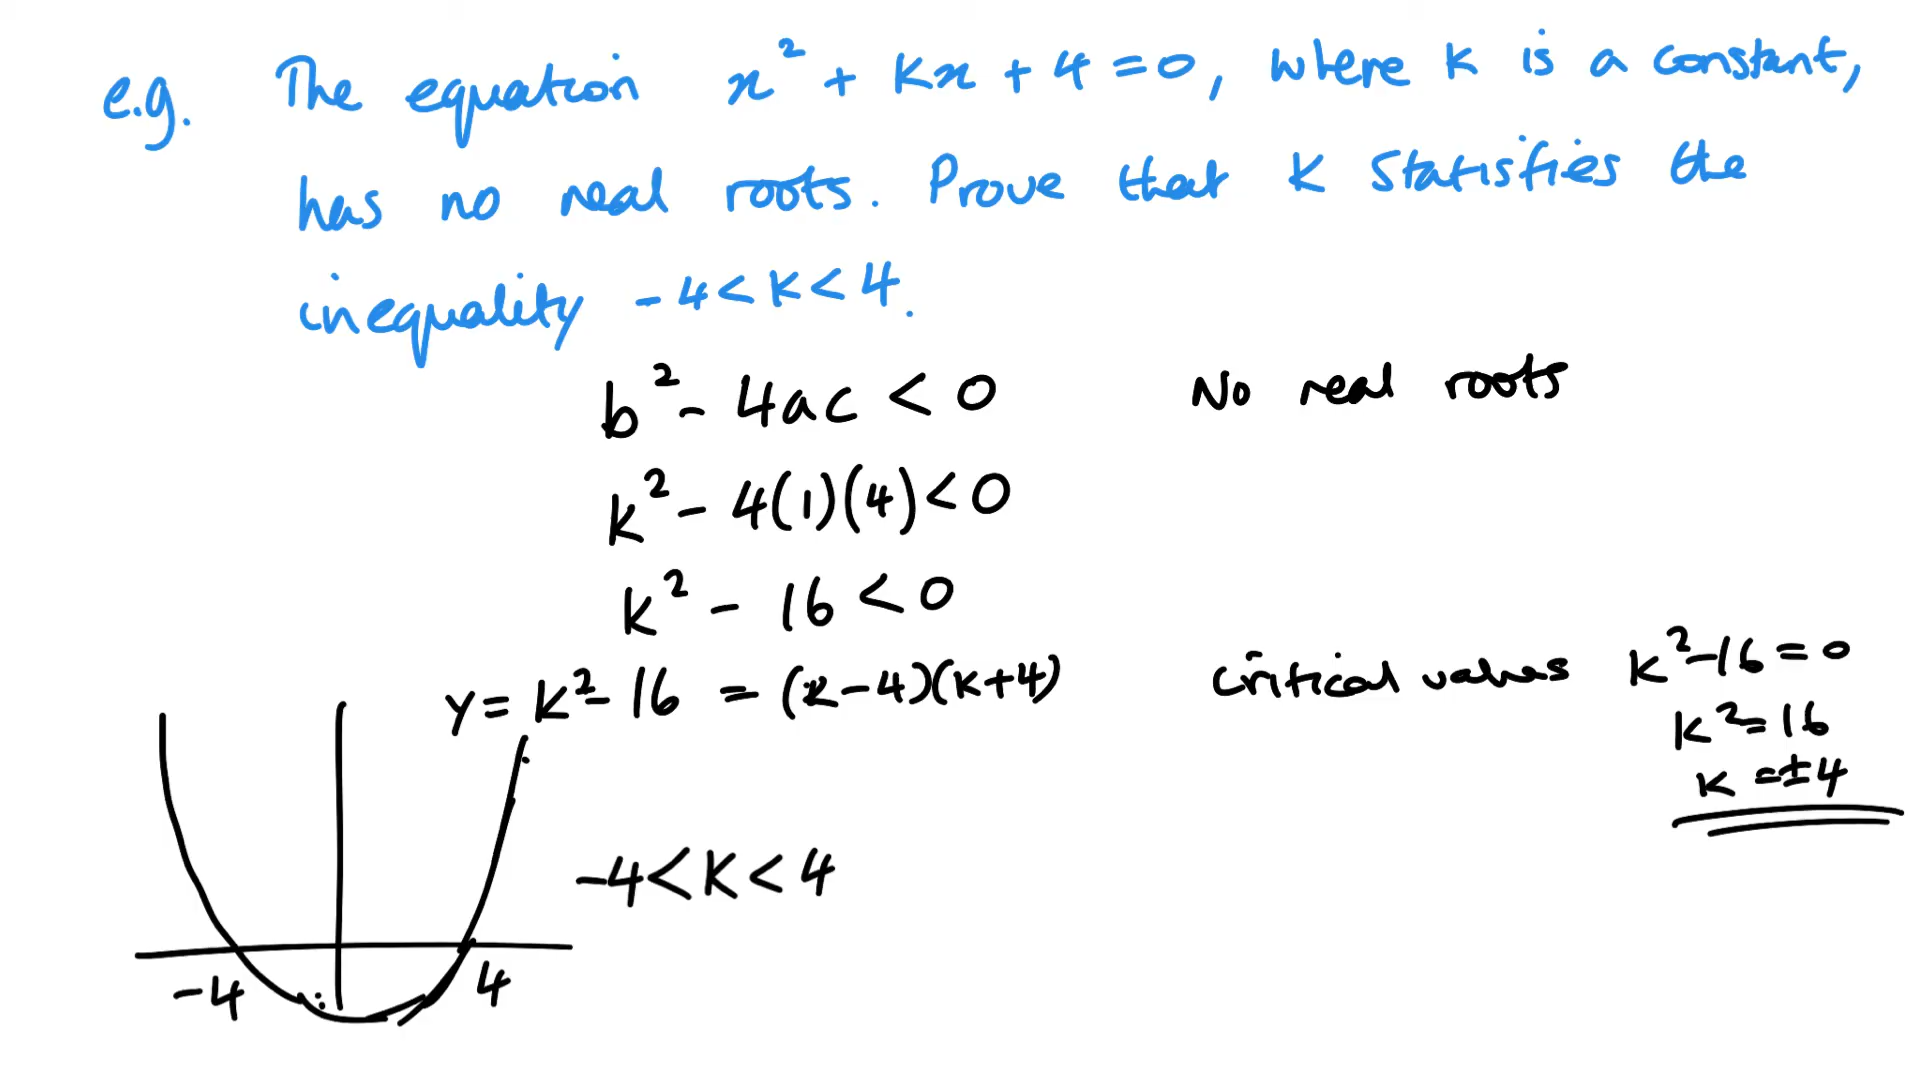 e.g. The equation x² + kx + 4 = 0, where k is a constant,
has no real roots. Prove that k Statisfies the
inequality -4 < k < 4.
b² - 4ac < 0 No real roots
k² - 4(1)(4) < 0
k² - 16 < 0
y = k² - 16 = (k - 4)(k + 4) critical values k² - 16 = 0
k² = 16
k = ±4
-4 < k < 4
-4 4